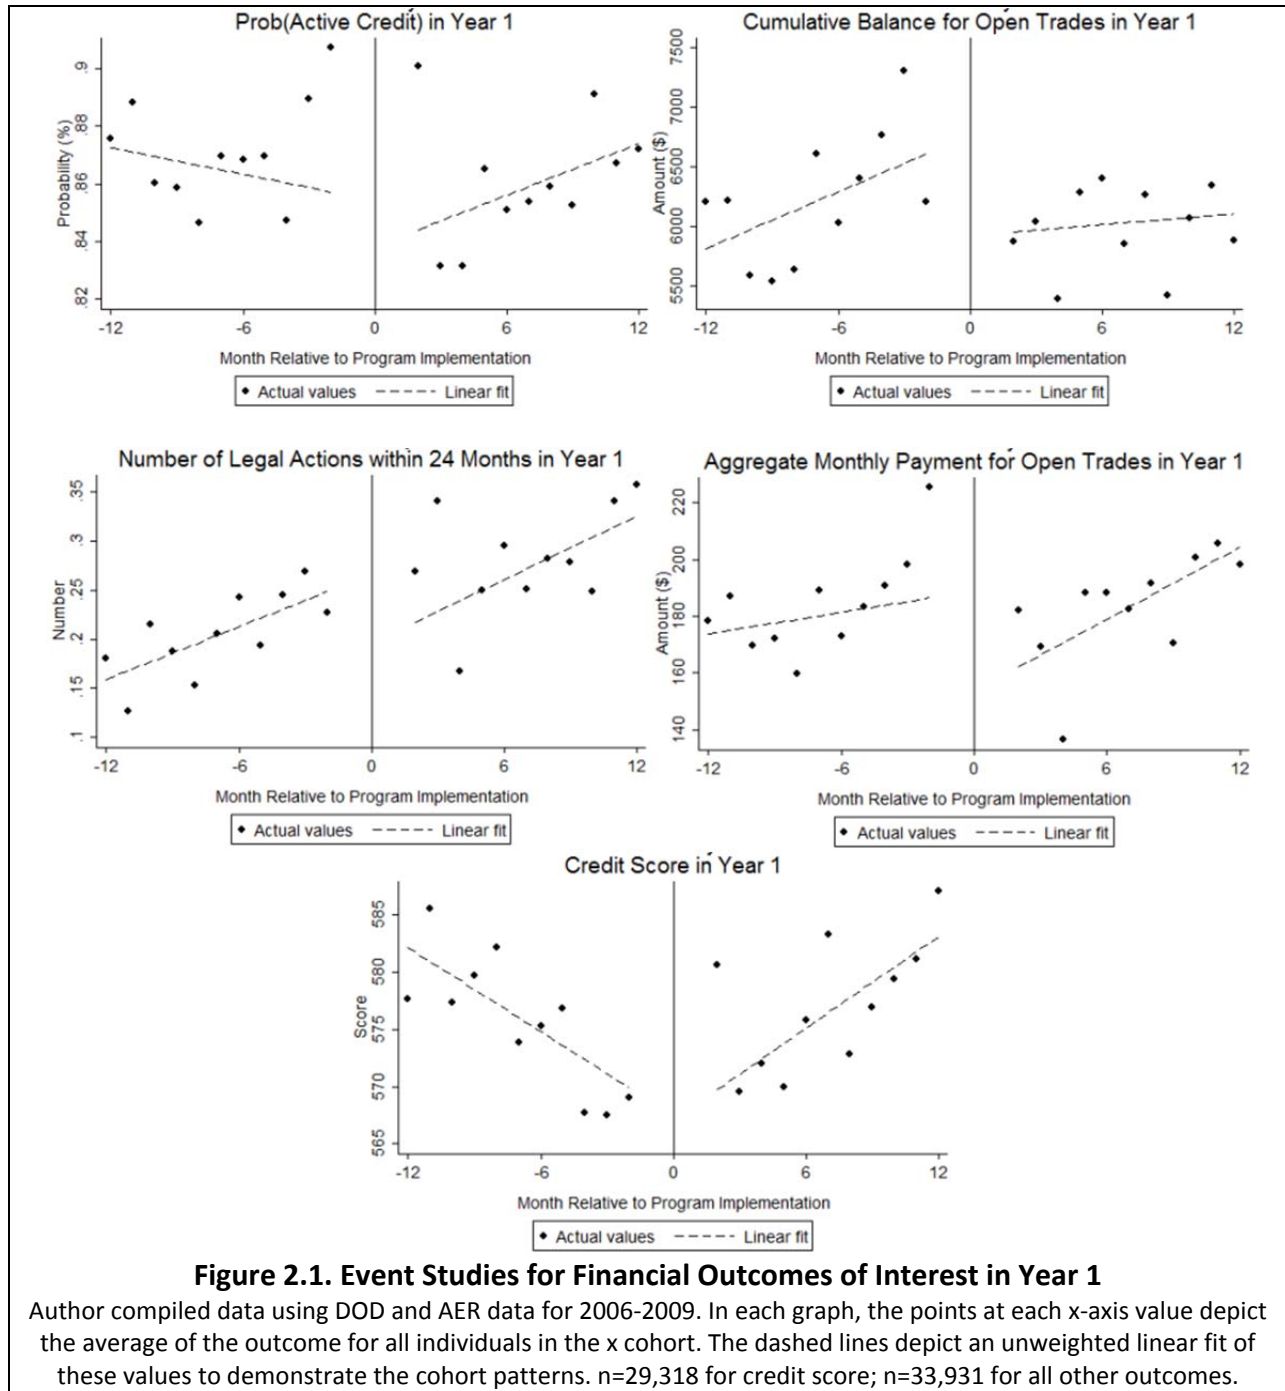 Prob(Active Credit) in Year 1
Probability (%)
.9
.88
.86
.84
.82
-12 -6 0 6 12
Month Relative to Program Implementation
Actual values Linear fit
Cumulative Balance for Open Trades in Year 1
Amount ($)
7500
7000
6500
6000
5500
-12 -6 0 6 12
Month Relative to Program Implementation
Actual values Linear fit
Number of Legal Actions within 24 Months in Year 1
Number
.35
.3
.25
.2
.15
.1
-12 -6 0 6 12
Month Relative to Program Implementation
Actual values Linear fit
Aggregate Monthly Payment for Open Trades in Year 1
Amount ($)
220
200
180
160
140
-12 -6 0 6 12
Month Relative to Program Implementation
Actual values Linear fit
Credit Score in Year 1
Score
585
580
575
570
565
-12 -6 0 6 12
Month Relative to Program Implementation
Actual values Linear fit
Figure 2.1. Event Studies for Financial Outcomes of Interest in Year 1
Author compiled data using DOD and AER data for 2006-2009. In each graph, the points at each x-axis value depict
the average of the outcome for all individuals in the x cohort. The dashed lines depict an unweighted linear fit of
these values to demonstrate the cohort patterns. n=29,318 for credit score; n=33,931 for all other outcomes.